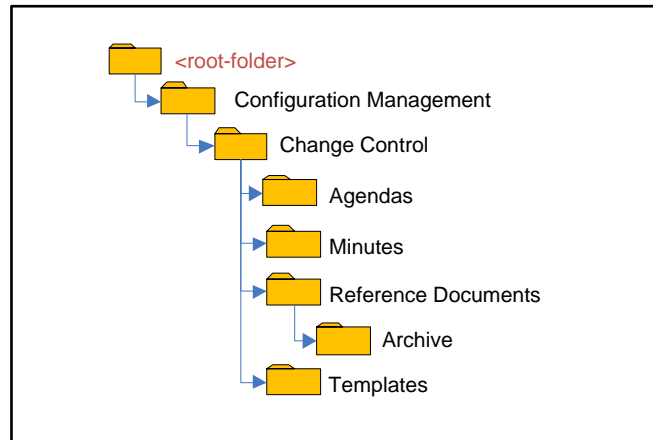 <root-folder>
Configuration Management
Change Control
Agendas
Minutes
Reference Documents
Archive
Templates